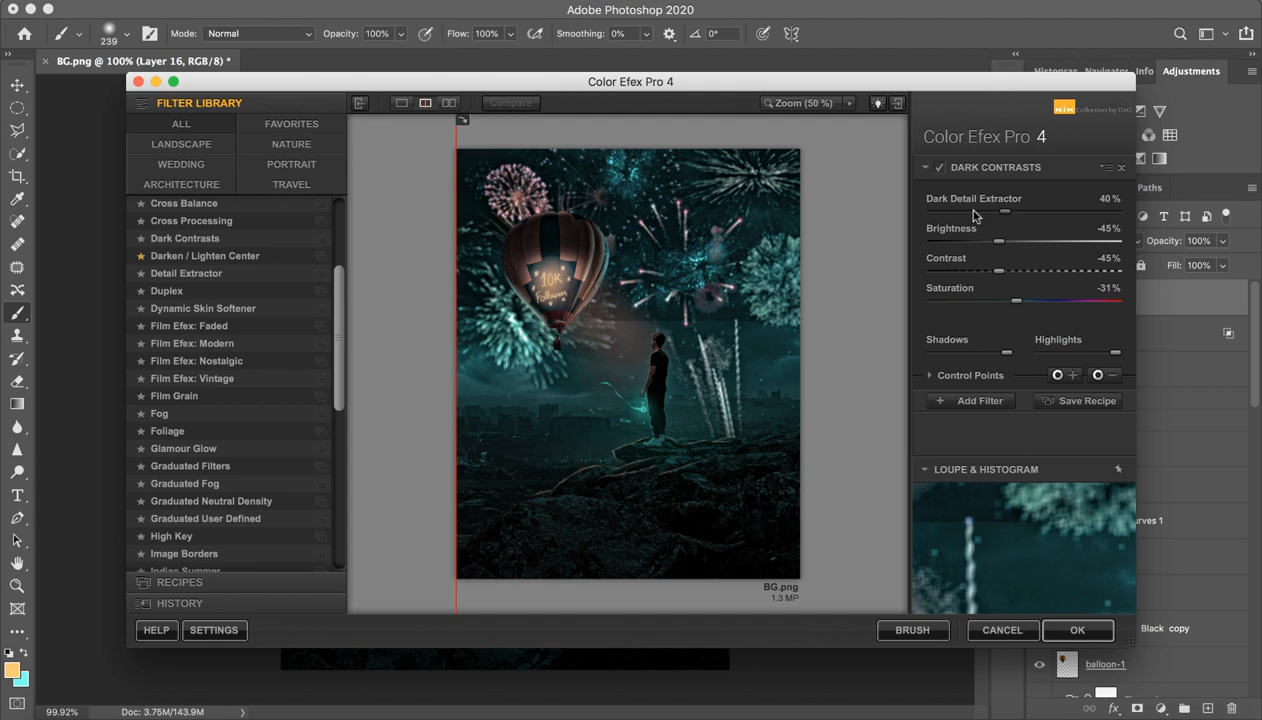 Adobe Photoshop 2020
239
Mode: Normal
Opacity: 100%
Flow: 100%
Smoothing: 0%
0°
BG.png @ 100% (Layer 16, RGB/8) *
Histogram Navigator Info Adjustments
Color Efex Pro 4
FILTER LIBRARY
Compare
Zoom (50 %)
ALL
FAVORITES
LANDSCAPE
NATURE
WEDDING
PORTRAIT
ARCHITECTURE
TRAVEL
Cross Balance
Cross Processing
Dark Contrasts
Darken / Lighten Center
Detail Extractor
Duplex
Dynamic Skin Softener
Film Efex: Faded
Film Efex: Modern
Film Efex: Nostalgic
Film Efex: Vintage
Film Grain
Fog
Foliage
Glamour Glow
Graduated Filters
Graduated Fog
Graduated Neutral Density
Graduated User Defined
High Key
Image Borders
Indian Summer
RECIPES
HISTORY
HELP
SETTINGS
10K
BG.png
1.3 MP
Nik Collection by DxO
Color Efex Pro 4
DARK CONTRASTS
Dark Detail Extractor 40%
Brightness -45%
Contrast -45%
Saturation -31%
Shadows
Highlights
Control Points
Add Filter
Save Recipe
LOUPE & HISTOGRAM
BRUSH
CANCEL
OK
Paths
Opacity: 100%
Fill: 100%
urves 1
Black copy
balloon-1
99.92%
Doc: 3.75M/143.9M